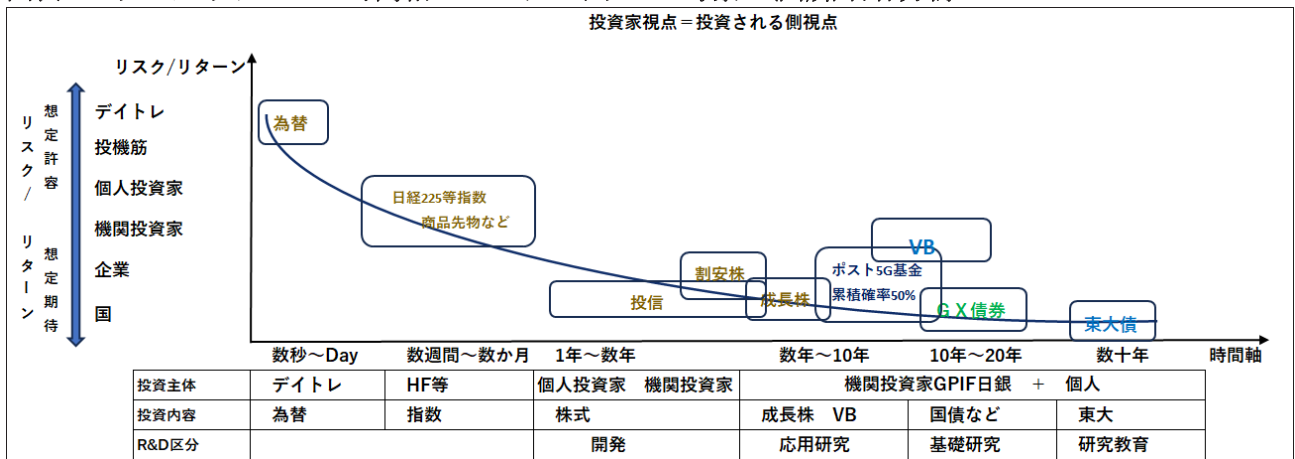 投資家視点＝投資される側視点
リスク/リターン
想定許容
リスク/
リターン
想定期待
デイトレ
投機筋
個人投資家
機関投資家
企業
国
為替
日経225等指数
商品先物など
割安株
投信
成長株
ポスト5G基金
累積確率50%
VB
ＧＸ債券
東大債
数秒～Day
数週間～数か月
1年～数年
数年～10年
10年～20年
数十年
時間軸
投資主体 デイトレ HF等 個人投資家 機関投資家 機関投資家GPIF日銀 ＋ 個人
投資内容 為替 指数 株式 成長株 VB 国債など 東大
R&D区分 開発 応用研究 基礎研究 研究教育